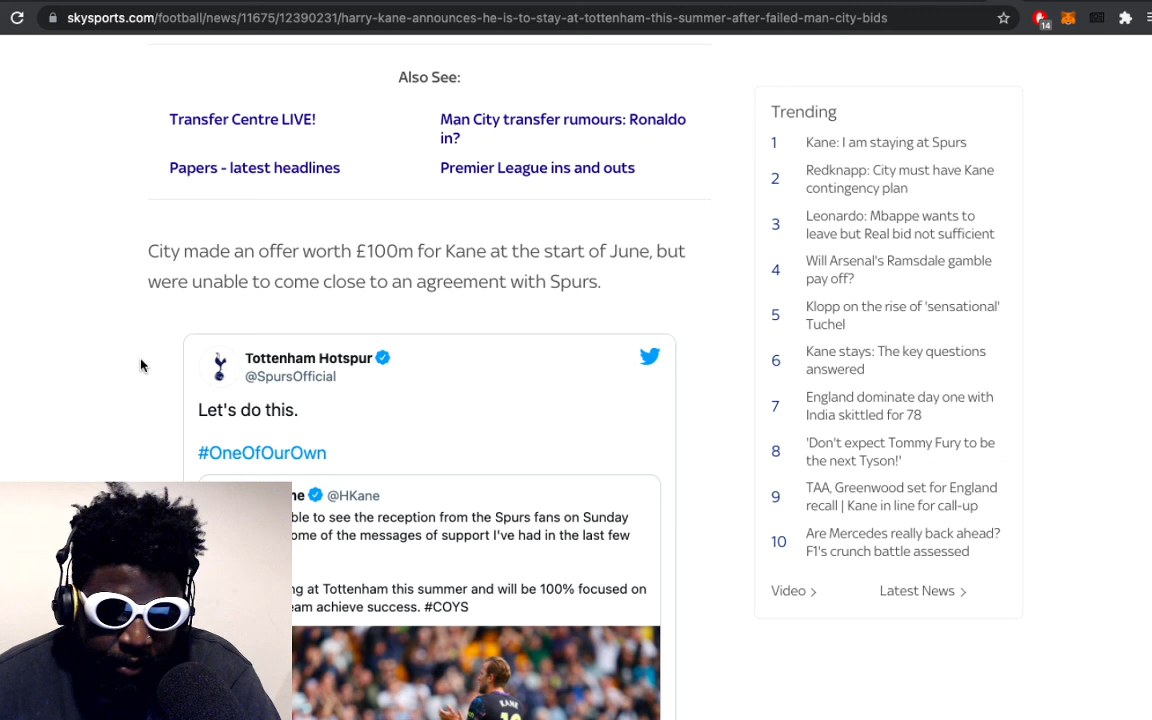 skysports.com/football/news/11675/12390231/harry-kane-announces-he-is-to-stay-at-tottenham-this-summer-after-failed-man-city-bids
14
Also See:
Transfer Centre LIVE!
Man City transfer rumours: Ronaldo
in?
Papers - latest headlines
Premier League ins and outs
City made an offer worth £100m for Kane at the start of June, but
were unable to come close to an agreement with Spurs.
Tottenham Hotspur
@SpursOfficial
Let's do this.
#OneOfOurOwn
@HKane
to see the reception from the Spurs fans on Sunday
of the messages of support I've had in the last few
at Tottenham this summer and will be 100% focused on
achieve success. #COYS
KANE
Trending
1 Kane: I am staying at Spurs
2 Redknapp: City must have Kane
contingency plan
3 Leonardo: Mbappe wants to
leave but Real bid not sufficient
4 Will Arsenal's Ramsdale gamble
pay off?
5 Klopp on the rise of 'sensational'
Tuchel
6 Kane stays: The key questions
answered
7 England dominate day one with
India skittled for 78
8 'Don't expect Tommy Fury to be
the next Tyson!'
9 TAA, Greenwood set for England
recall | Kane in line for call-up
10 Are Mercedes really back ahead?
F1's crunch battle assessed
Video
Latest News